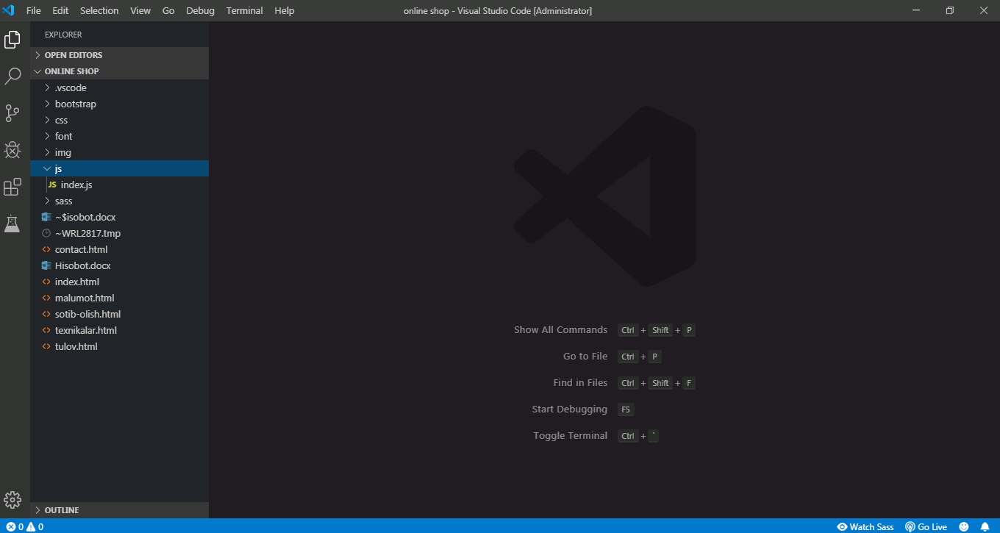 File Edit Selection View Go Debug Terminal Help online shop - Visual Studio Code [Administrator]
EXPLORER
OPEN EDITORS
ONLINE SHOP
.vscode
bootstrap
css
font
img
js
JS index.js
sass
~$isobot.docx
~WRL2817.tmp
contact.html
Hisobot.docx
index.html
malumot.html
sotib-olish.html
texnikalar.html
tulov.html
OUTLINE
Show All Commands Ctrl + Shift + P
Go to File Ctrl + P
Find in Files Ctrl + Shift + F
Start Debugging F5
Toggle Terminal Ctrl + `
0 0 Watch Sass Go Live